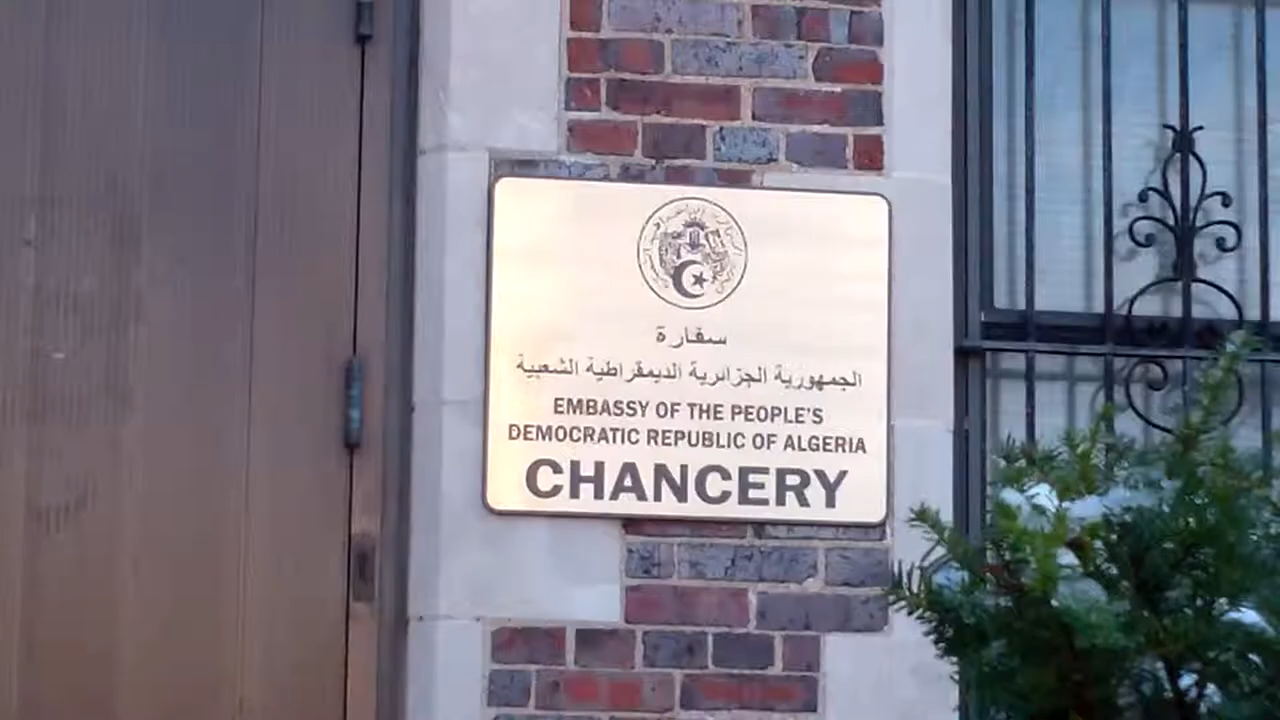 سفارة
الجمهورية الجزائرية الديمقراطية الشعبية
EMBASSY OF THE PEOPLE'S
DEMOCRATIC REPUBLIC OF ALGERIA
CHANCERY